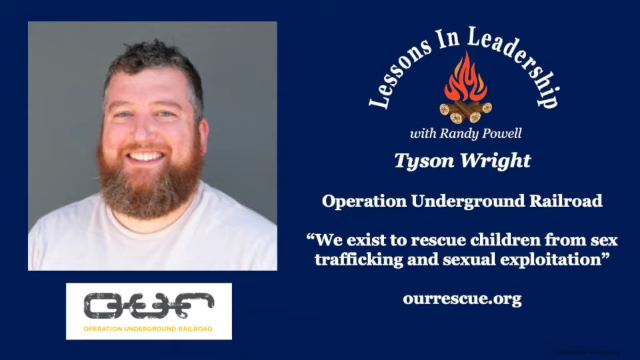 Lessons In Leadership
with Randy Powell
Tyson Wright
Operation Underground Railroad
“We exist to rescue children from sex
trafficking and sexual exploitation”
ourrescue.org
OUR
OPERATION UNDERGROUND RAILROAD